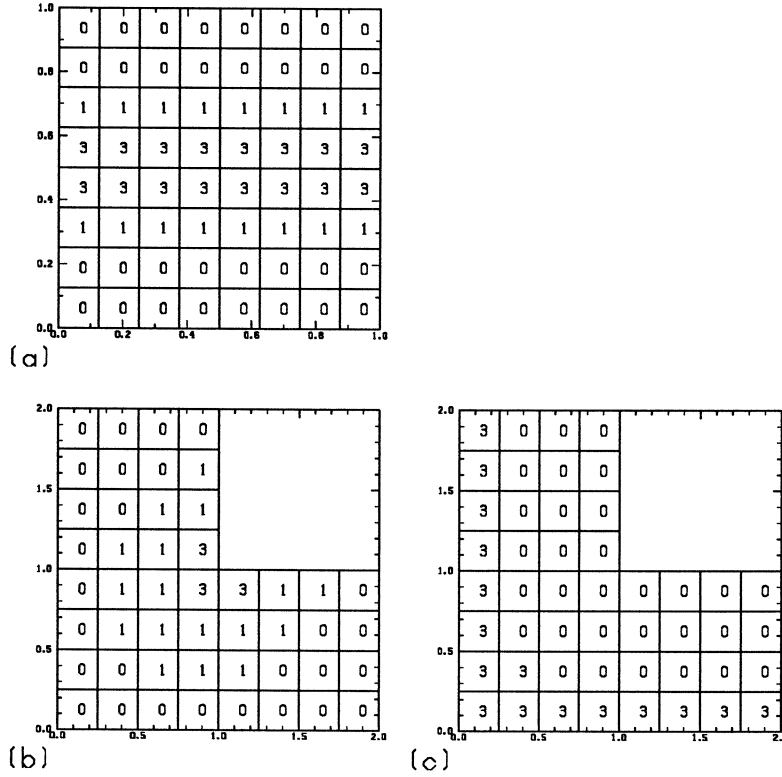 1.0 0 0 0 0 0 0 0 0
0.8 0 0 0 0 0 0 0 0
1 1 1 1 1 1 1 1
0.6 3 3 3 3 3 3 3 3
0.4 3 3 3 3 3 3 3 3
1 1 1 1 1 1 1 1
0.2 0 0 0 0 0 0 0 0
0 0 0 0 0 0 0 0
0.0
0.0 0.2 0.4 0.6 0.8 1.0
(a)
2.0 0 0 0 0
0 0 0 1
1.5 0 0 1 1
0 1 1 3
1.0 0 1 1 3 3 1 1 0
0 1 1 1 1 1 0 0
0.5 0 0 1 1 1 0 0 0
0 0 0 0 0 0 0 0
0.0
0.0 0.5 1.0 1.5 2.0
(b)
2.0 3 0 0 0
3 0 0 0
1.5 3 0 0 0
3 0 0 0
1.0 3 0 0 0 0 0 0 0
3 0 0 0 0 0 0 0
0.5 3 3 0 0 0 0 0 0
3 3 3 3 3 3 3 3
0.0
0.0 0.5 1.0 1.5 2.0
(c)